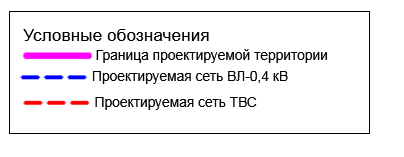 Условные обозначения
Граница проектируемой территории
Проектируемая сеть ВЛ-0,4 кВ
Проектируемая сеть ТВС